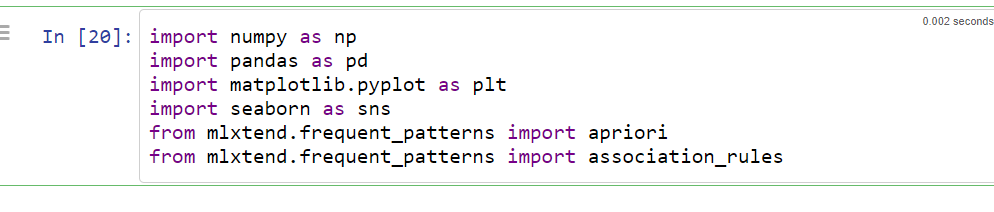 0.002 seconds
In [20]: import numpy as np
import pandas as pd
import matplotlib.pyplot as plt
import seaborn as sns
from mlxtend.frequent_patterns import apriori
from mlxtend.frequent_patterns import association_rules